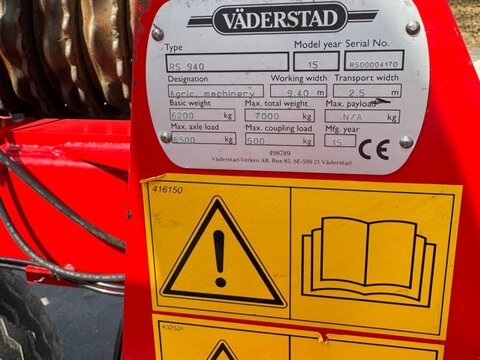 VÄDERSTAD
Type Model year Serial No.
RS 940 15 RS00004170
Designation Working width Transport width
Agric. machinery 9.40 m 2.5 m
Basic weight Max. total weight Max. payload
6200 kg 7000 kg N/A kg
Max. axle load Max. coupling load Mfg. year
6500 kg 500 kg 15 CE
498789
Väderstad-Verken AB, Box 85, SE-590 21 Väderstad
416150
!